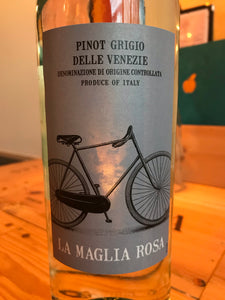 PINOT GRIGIO
DELLE VENEZIE
DENOMINAZIONE DI ORIGINE CONTROLLATA
PRODUCE OF ITALY
LA MAGLIA ROSA